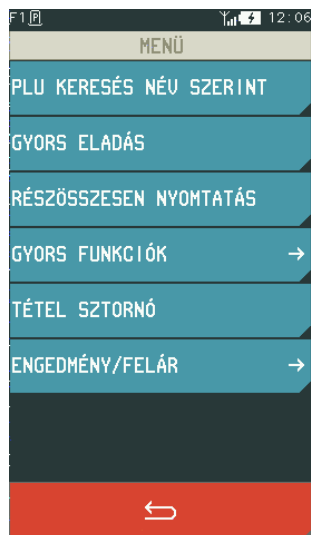 F1 P 12:06
MENÜ
PLU KERESÉS NÉV SZERINT
GYORS ELADÁS
RÉSZÖSSZESEN NYOMTATÁS
GYORS FUNKCIÓK
TÉTEL SZTORNÓ
ENGEDMÉNY/FELÁR